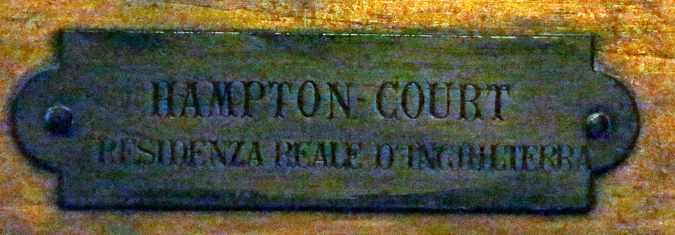 HAMPTON-COURT
RESIDENZA REALE D'INGHILTERRA